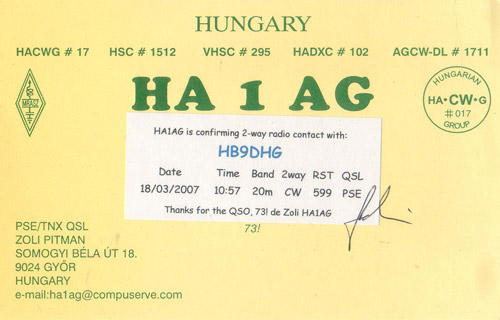 HUNGARY
HACWG # 17 HSC # 1512 VHSC # 295 HADXC # 102 AGCW-DL # 1711
HA 1 AG
HUNGARIAN
HA•CW•G
# 017
GROUP
HA1AG is confirming 2-way radio contact with:
HB9DHG
Date Time Band 2way RST QSL
18/03/2007 10:57 20m CW 599 PSE
Thanks for the QSO, 73! de Zoli HA1AG
73!
PSE/TNX QSL
ZOLI PITMAN
SOMOGYI BÉLA ÚT 18.
9024 GYŐR
HUNGARY
e-mail:ha1ag@compuserve.com